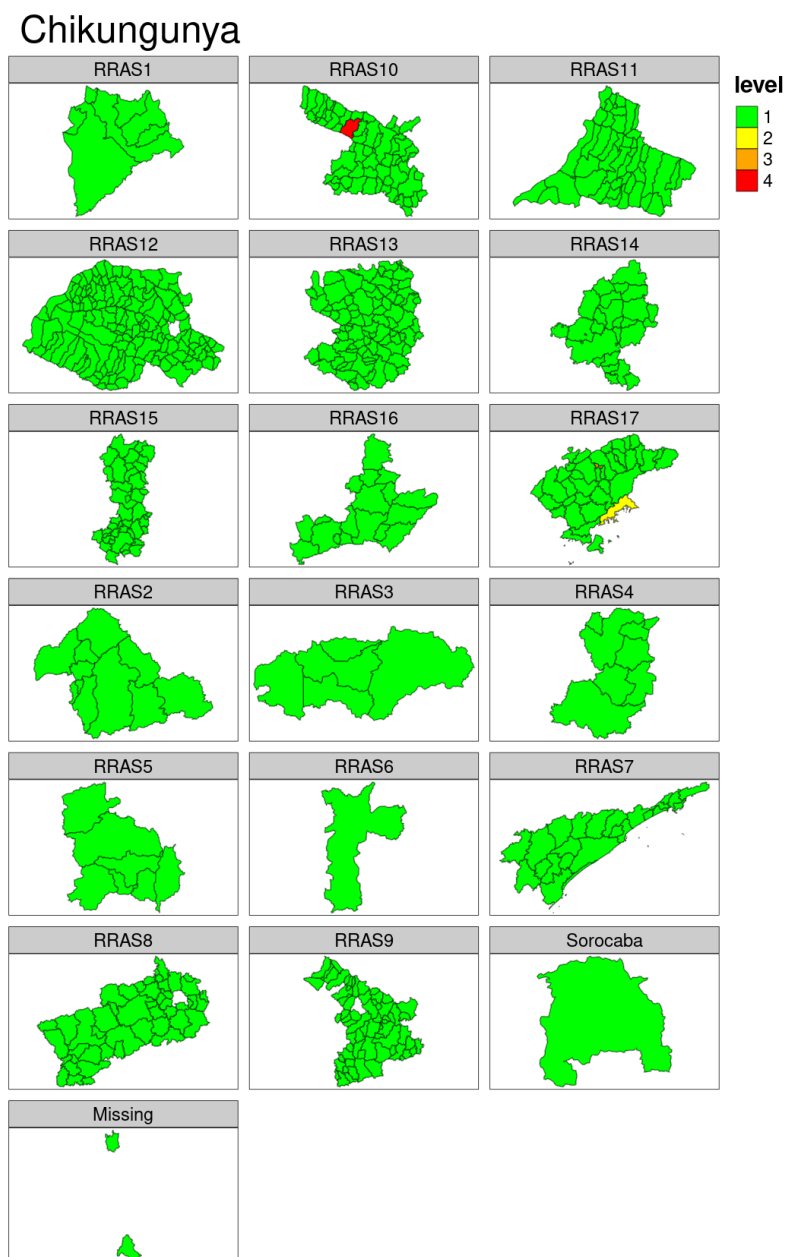 Chikungunya
RRAS1
RRAS10
RRAS11
level
1
2
3
4
RRAS12
RRAS13
RRAS14
RRAS15
RRAS16
RRAS17
RRAS2
RRAS3
RRAS4
RRAS5
RRAS6
RRAS7
RRAS8
RRAS9
Sorocaba
Missing